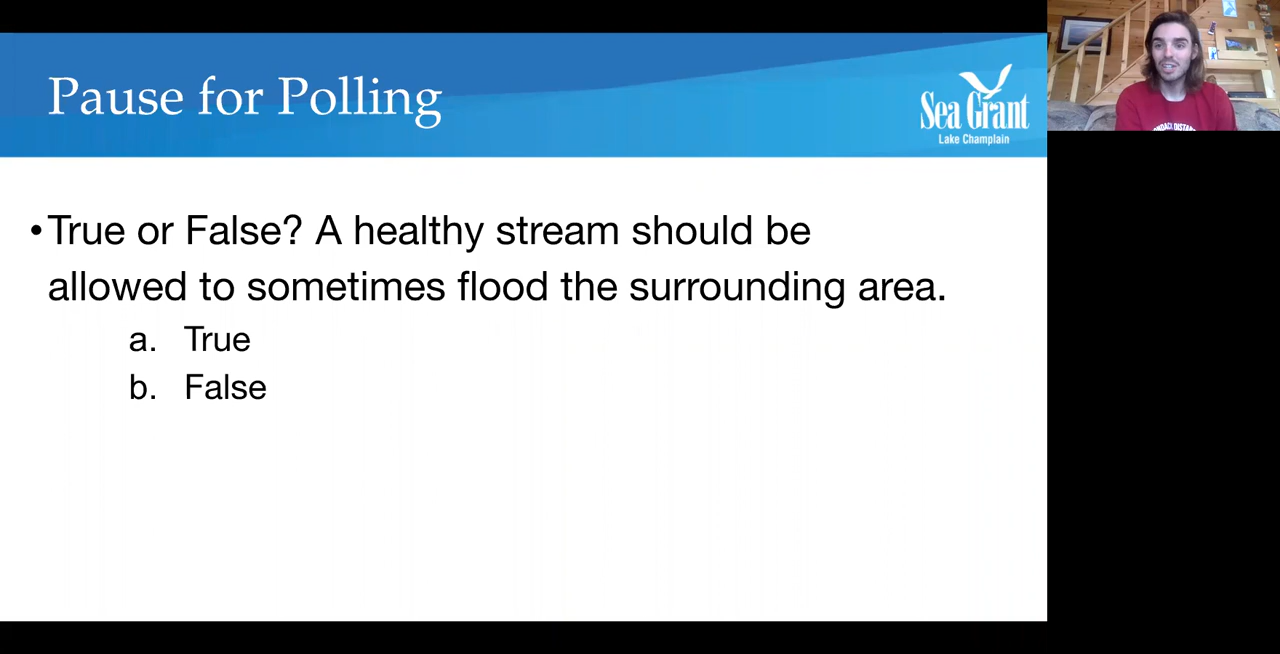 Pause for Polling
Sea Grant
Lake Champlain
•True or False? A healthy stream should be
allowed to sometimes flood the surrounding area.
a. True
b. False